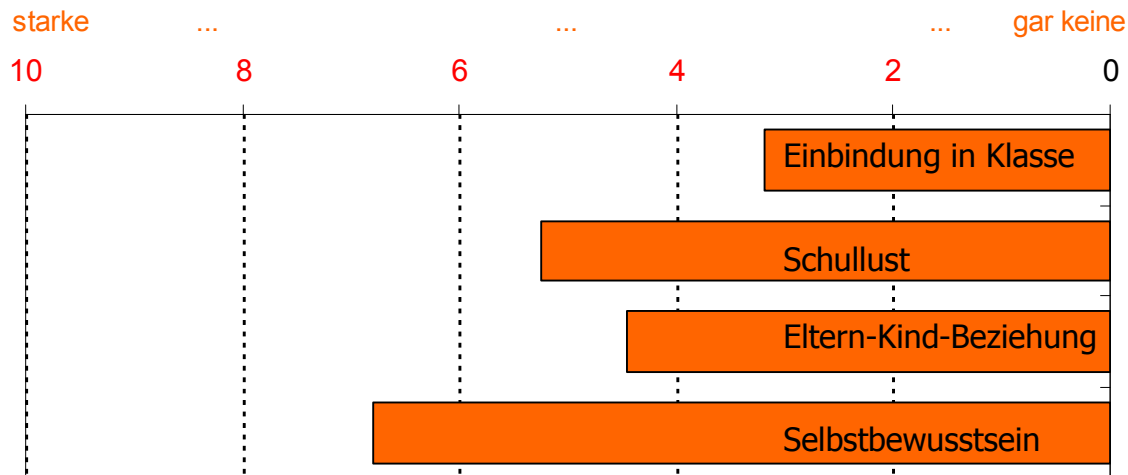 starke ... ... ... gar keine
10 8 6 4 2 0
Einbindung in Klasse
Schullust
Eltern-Kind-Beziehung
Selbstbewusstsein